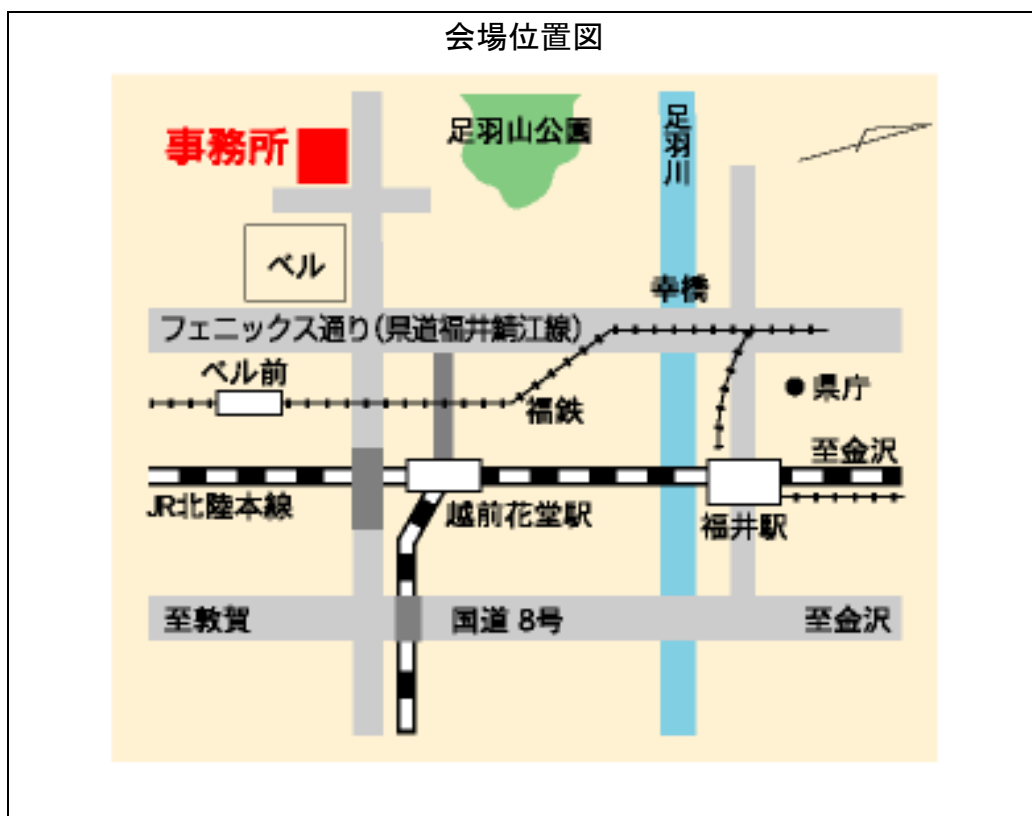 会場位置図
足羽山公園
足羽川
事務所
ベル
幸橋
フェニックス通り(県道福井鯖江線)
ベル前
県庁
福鉄
至金沢
JR北陸本線
越前花堂駅
福井駅
至敦賀
国道 8号
至金沢